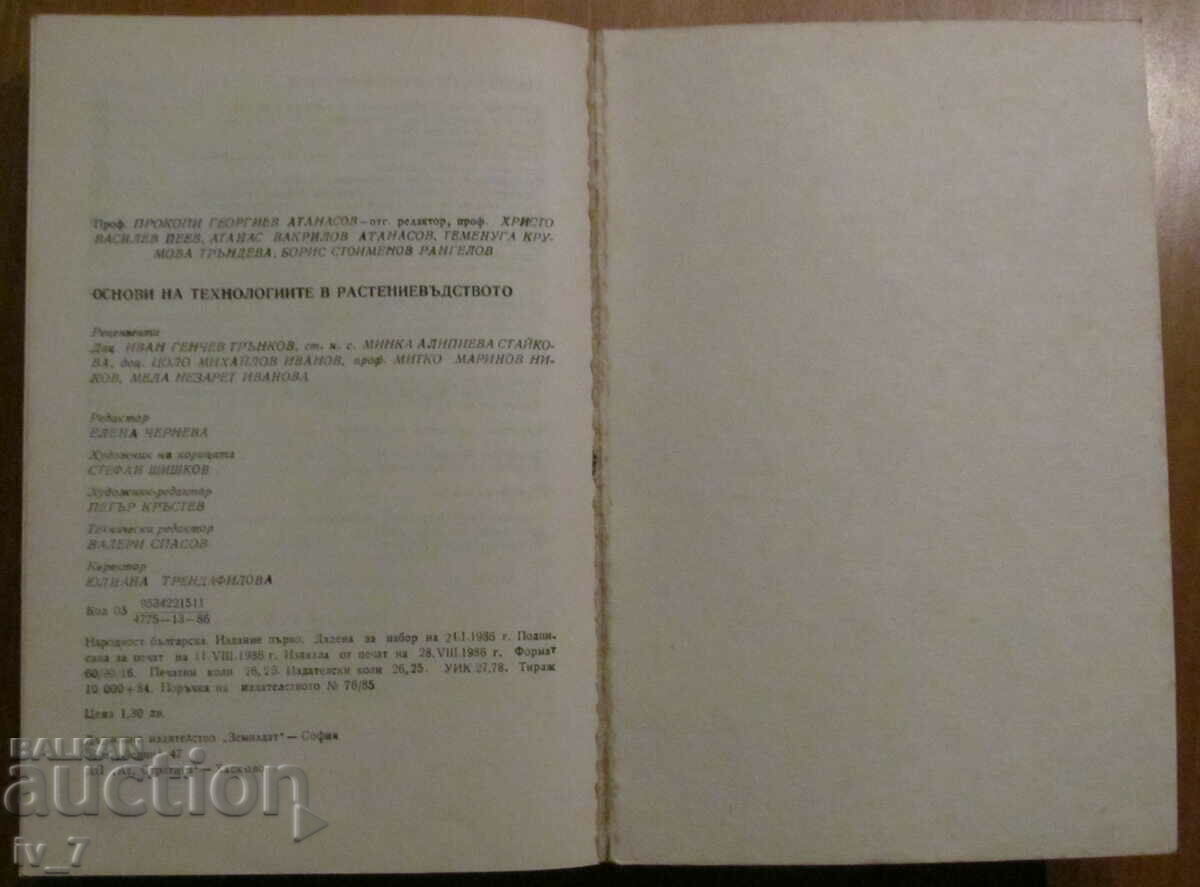 Проф. ПРОКОПИ ГЕОРГИЕВ АТАНАСОВ — отг. редактор, проф. ХРИСТО
ВАСИЛЕВ ПЕЕВ, АТАНАС ВАКРИЛОВ АТАНАСОВ, ТЕМЕНУГА КРУ-
МОВА ТРЪНДЕВА, БОРИС СТОИМЕНОВ РАНГЕЛОВ
ОСНОВИ НА ТЕХНОЛОГИИТЕ В РАСТЕНИЕВЪДСТВОТО
Рецензенти
Доц. ИВАН ГЕНЧЕВ ТРЪНКОВ, ст. н. с. МИНКА АЛИПИЕВА СТАЙКО-
ВА, доц. ЦОЛО МИХАЙЛОВ ИВАНОВ, проф. МИТКО МАРИНОВ НИ-
КОВ, МЕЛА НЕЗАРЕТ ИВАНОВА
Редактор
ЕЛЕНА ЧЕРНЕВА
Художник на корицата
СТЕФАН ШИШКОВ
Художник-редактор
ПЕТЪР КРЪСТЕВ
Технически редактор
ВАЛЕРИ СПАСОВ
Коректор
ЮЛИАНА ТРЕНДАФИЛОВА
Код 03 9534221511
4775—13—86
Народност българска. Издание първо. Дадена за набор на 24.I.1986 г. Подпи-
сана за печат на 11.VIII.1986 г. Излязла от печат на 28.VIII.1986 г. Формат
60/90/16. Печатни коли 26,25. Издателски коли 26,25. УИК 27,78. Тираж
10 000+84. Поръчка на издателството № 76/85
Цена 1,30 лв.
издателство „Земиздат" — София
47
— Хасково
BALKAN
auction
iv_7